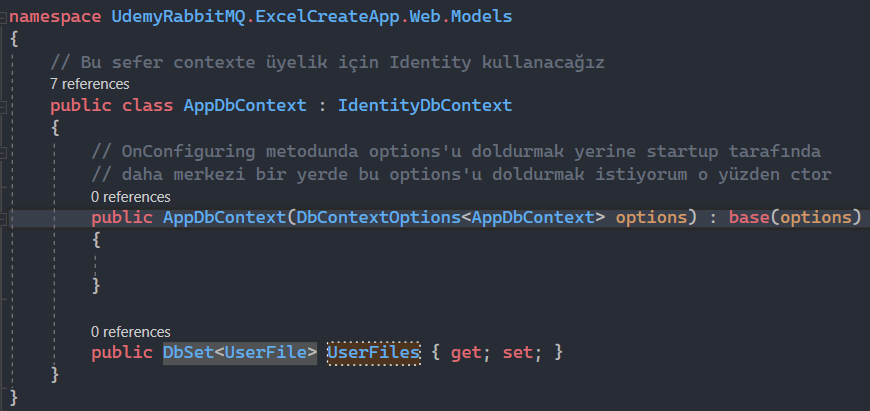 namespace UdemyRabbitMQ.ExcelCreateApp.Web.Models
{
// Bu sefer contexte üyelik için Identity kullanacağız
7 references
public class AppDbContext : IdentityDbContext
{
// OnConfiguring metodunda options'u doldurmak yerine startup tarafında
// daha merkezi bir yerde bu options'u doldurmak istiyorum o yüzden ctor
0 references
public AppDbContext(DbContextOptions<AppDbContext> options) : base(options)
{
}
0 references
public DbSet<UserFile> UserFiles { get; set; }
}
}